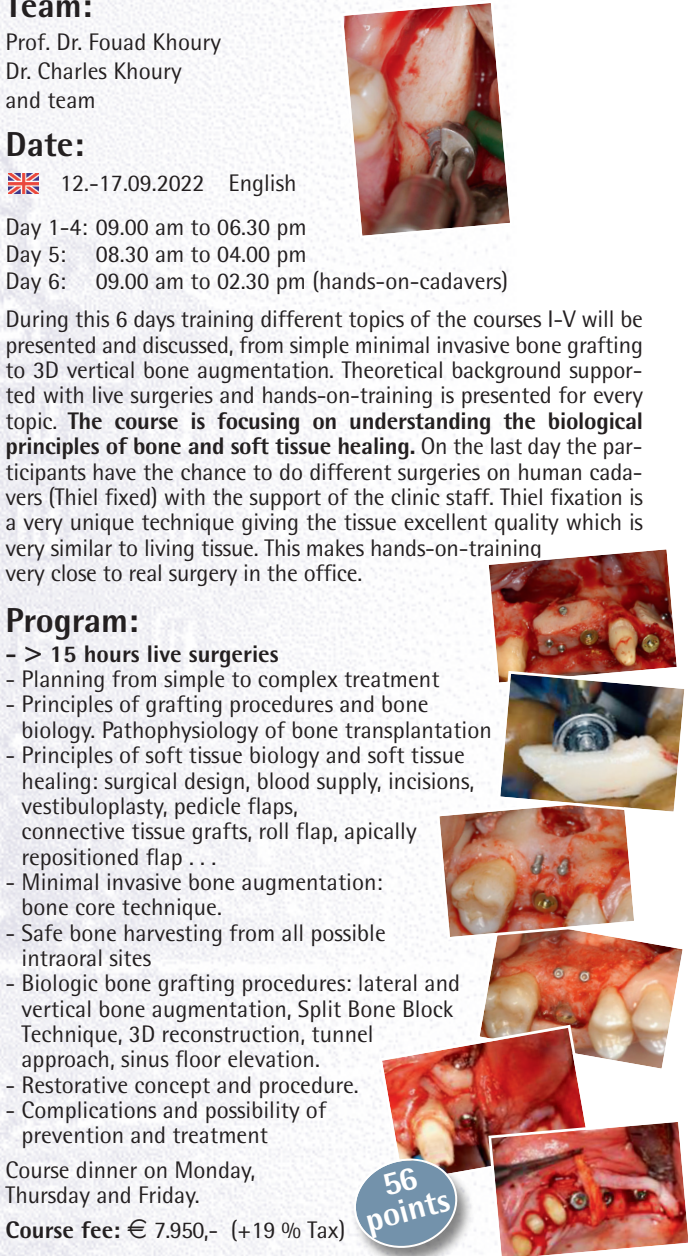 Team:
Prof. Dr. Fouad Khoury
Dr. Charles Khoury
and team
Date:
12.-17.09.2022 English
Day 1-4: 09.00 am to 06.30 pm
Day 5: 08.30 am to 04.00 pm
Day 6: 09.00 am to 02.30 pm (hands-on-cadavers)
During this 6 days training different topics of the courses I-V will be
presented and discussed, from simple minimal invasive bone grafting
to 3D vertical bone augmentation. Theoretical background suppor-
ted with live surgeries and hands-on-training is presented for every
topic. The course is focusing on understanding the biological
principles of bone and soft tissue healing. On the last day the par-
ticipants have the chance to do different surgeries on human cada-
vers (Thiel fixed) with the support of the clinic staff. Thiel fixation is
a very unique technique giving the tissue excellent quality which is
very similar to living tissue. This makes hands-on-training
very close to real surgery in the office.
Program:
- > 15 hours live surgeries
- Planning from simple to complex treatment
- Principles of grafting procedures and bone
biology. Pathophysiology of bone transplantation
- Principles of soft tissue biology and soft tissue
healing: surgical design, blood supply, incisions,
vestibuloplasty, pedicle flaps,
connective tissue grafts, roll flap, apically
repositioned flap . . .
- Minimal invasive bone augmentation:
bone core technique.
- Safe bone harvesting from all possible
intraoral sites
- Biologic bone grafting procedures: lateral and
vertical bone augmentation, Split Bone Block
Technique, 3D reconstruction, tunnel
approach, sinus floor elevation.
- Restorative concept and procedure.
- Complications and possibility of
prevention and treatment
Course dinner on Monday,
Thursday and Friday.
Course fee: € 7.950,- (+19 % Tax)
56
points